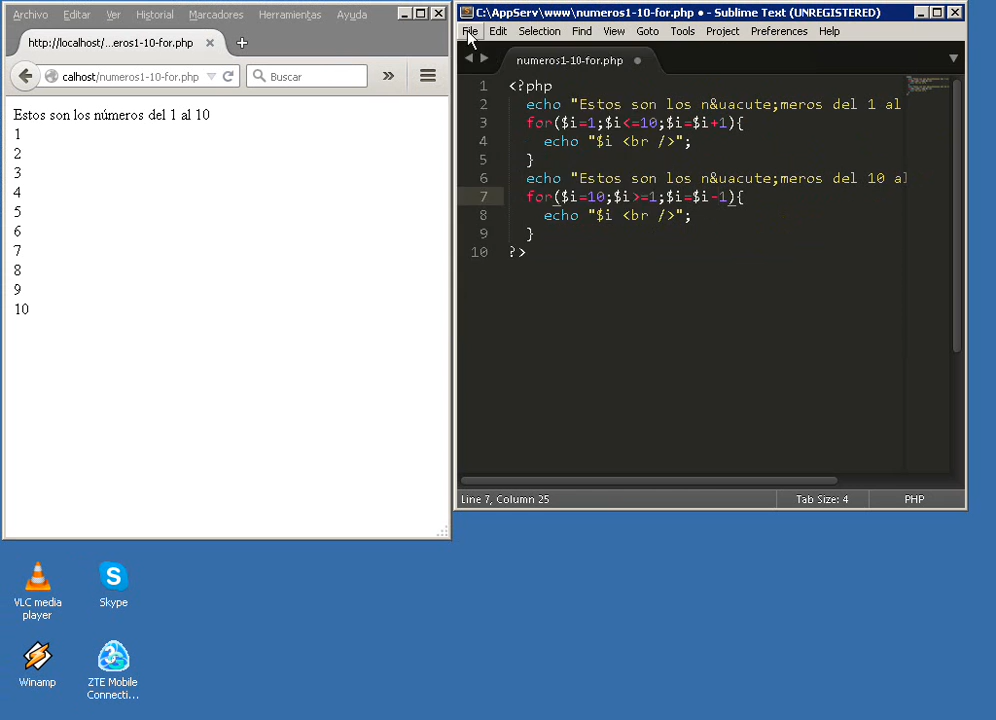 Archivo Editar Ver Historial Marcadores Herramientas Ayuda
http://localhost/...eros1-10-for.php
calhost/numeros1-10-for.php
Buscar
Estos son los números del 1 al 10
1
2
3
4
5
6
7
8
9
10
C:\AppServ\www\numeros1-10-for.php • - Sublime Text (UNREGISTERED)
File Edit Selection Find View Goto Tools Project Preferences Help
numeros1-10-for.php
1 <?php
2 echo "Estos son los n&uacute;meros del 1 al
3 for($i=1;$i<=10;$i=$i+1){
4 echo "$i <br />";
5 }
6 echo "Estos son los n&uacute;meros del 10 al
7 for($i=10;$i>=1;$i=$i-1){
8 echo "$i <br />";
9 }
10 ?>
Line 7, Column 25
Tab Size: 4
PHP
VLC media
player
Skype
Winamp
ZTE Mobile
Connecti...